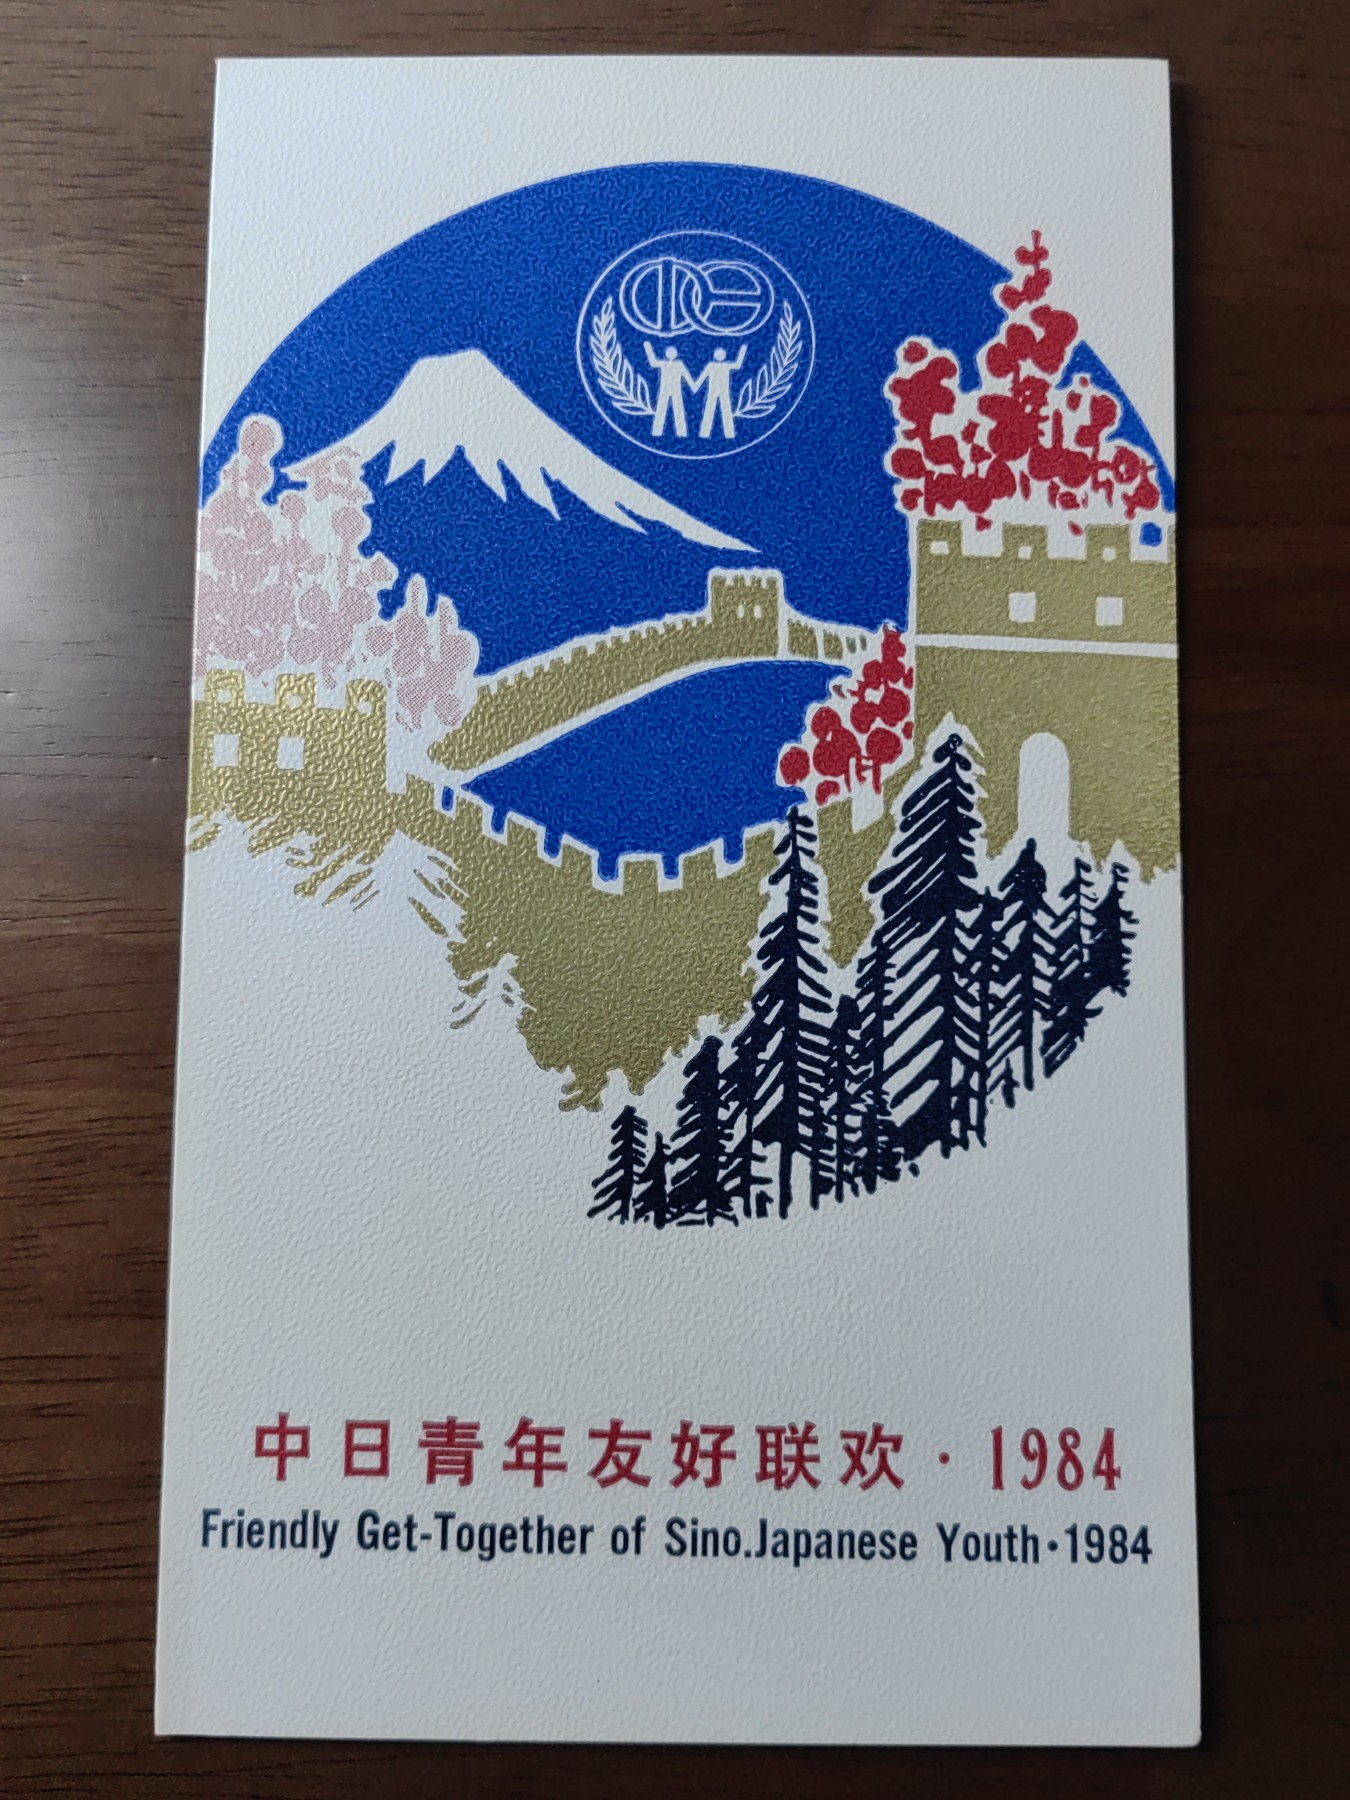 中日青年友好联欢·1984
Friendly Get-Together of Sino.Japanese Youth·1984